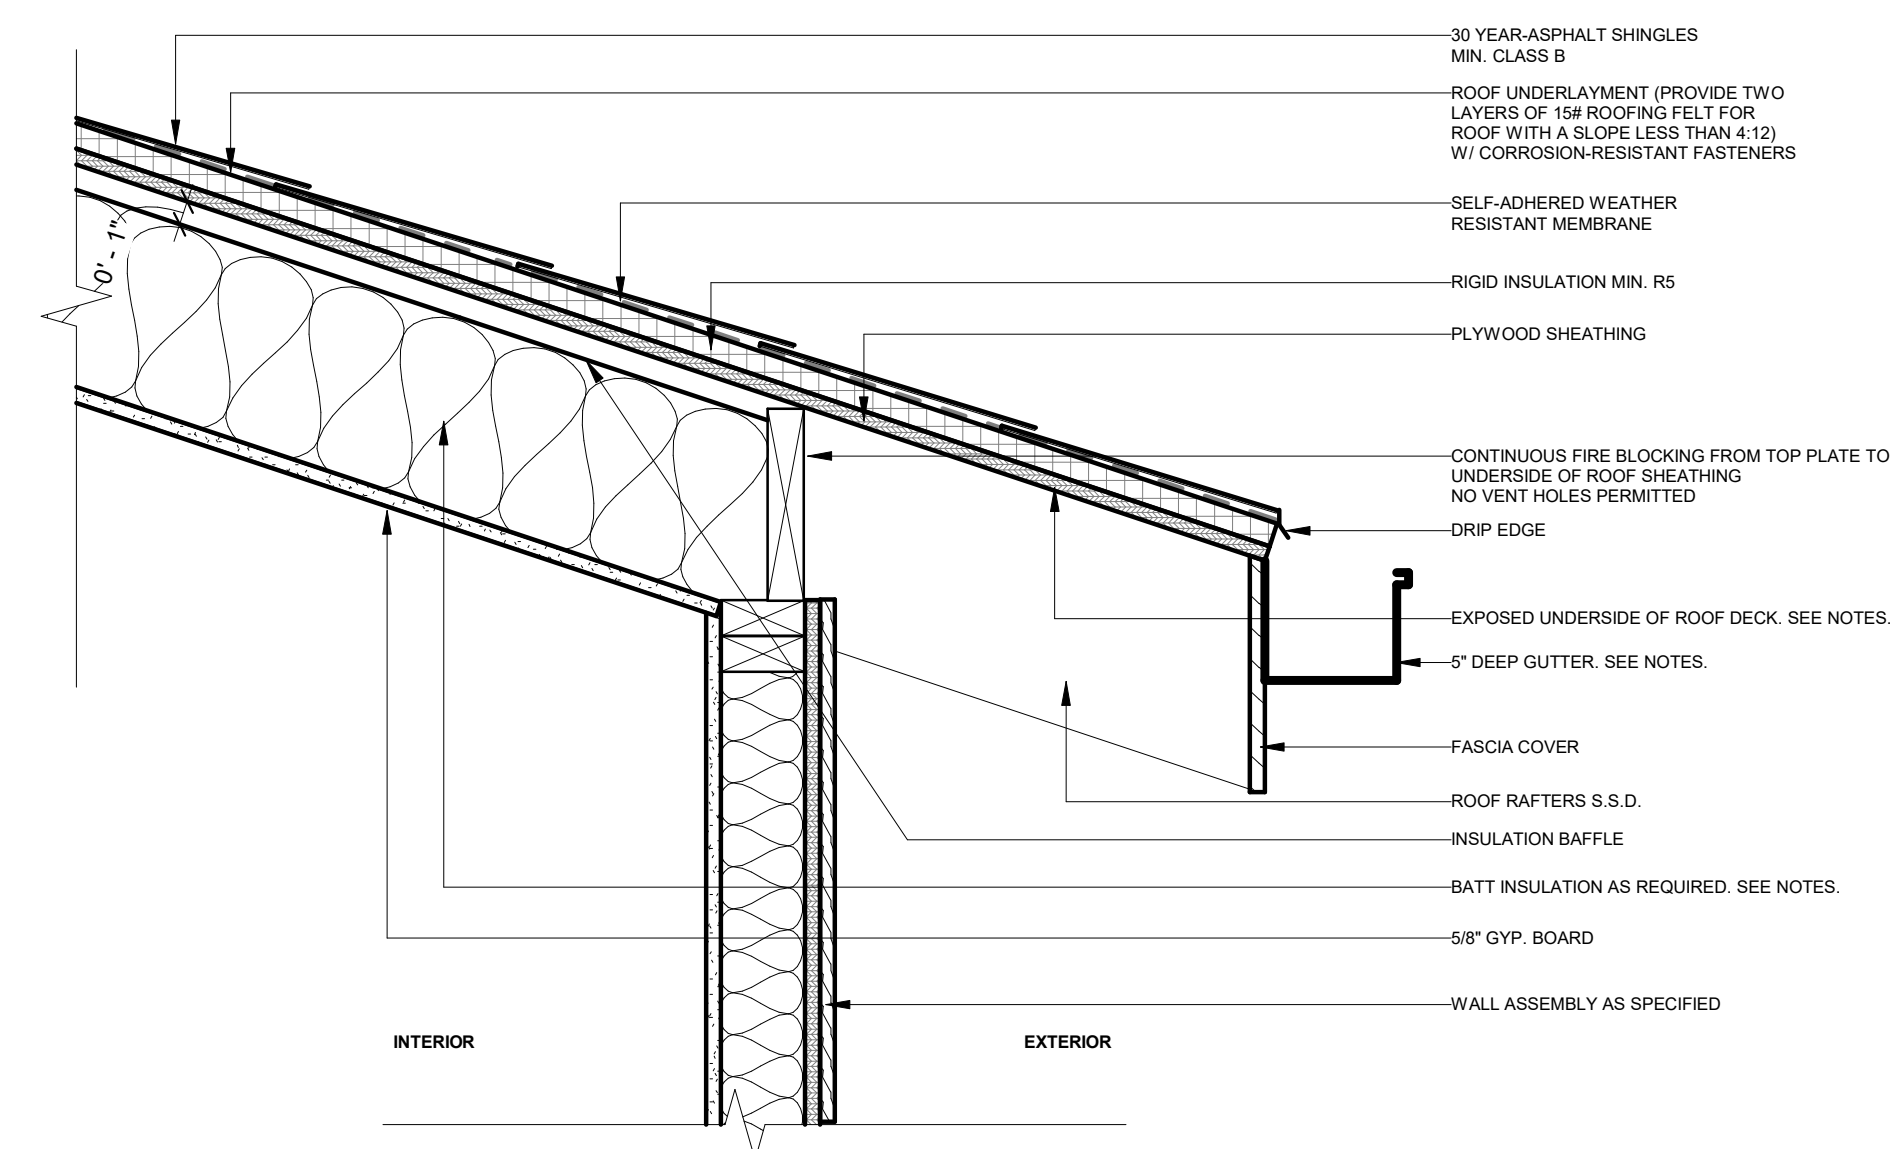 30 YEAR-ASPHALT SHINGLES
MIN. CLASS B
ROOF UNDERLAYMENT (PROVIDE TWO
LAYERS OF 15# ROOFING FELT FOR
ROOF WITH A SLOPE LESS THAN 4:12)
W/ CORROSION-RESISTANT FASTENERS
SELF-ADHERED WEATHER
RESISTANT MEMBRANE
0' - 1"
RIGID INSULATION MIN. R5
PLYWOOD SHEATHING
CONTINUOUS FIRE BLOCKING FROM TOP PLATE TO
UNDERSIDE OF ROOF SHEATHING
NO VENT HOLES PERMITTED
DRIP EDGE
EXPOSED UNDERSIDE OF ROOF DECK. SEE NOTES.
5" DEEP GUTTER. SEE NOTES.
FASCIA COVER
ROOF RAFTERS S.S.D.
INSULATION BAFFLE
BATT INSULATION AS REQUIRED. SEE NOTES.
5/8" GYP. BOARD
WALL ASSEMBLY AS SPECIFIED
INTERIOR
EXTERIOR